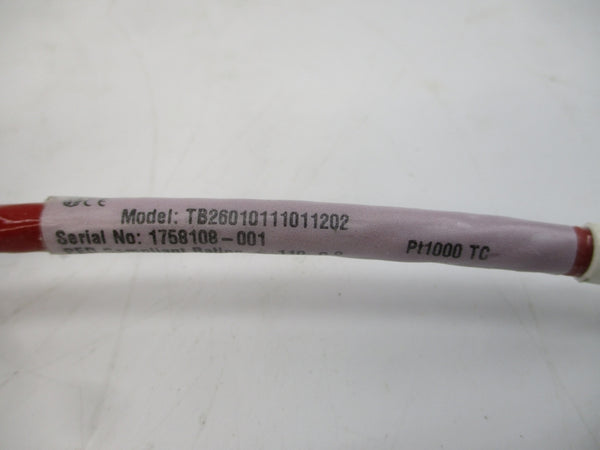 Model: TB26010111011202
Serial No: 1758108-001
Pt1000 TC